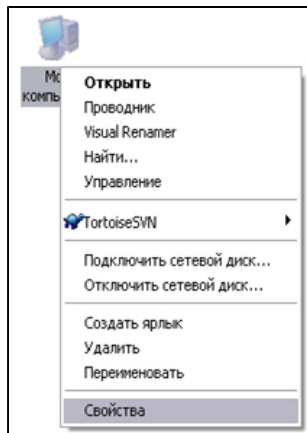 Мо
компь
Открыть
Проводник
Visual Renamer
Найти...
Управление
TortoiseSVN
Подключить сетевой диск...
Отключить сетевой диск...
Создать ярлык
Удалить
Переименовать
Свойства